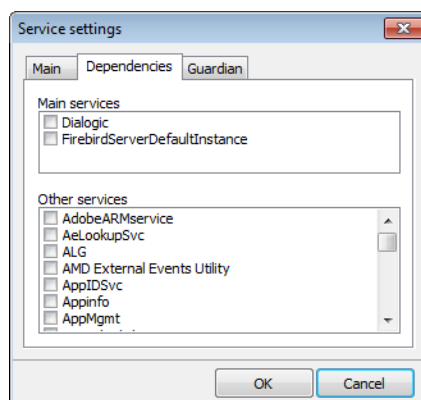 Service settings
Main
Dependencies
Guardian
Main services
Dialogic
FirebirdServerDefaultInstance
Other services
AdobeARMservice
AeLookupSvc
ALG
AMD External Events Utility
AppIDSvc
Appinfo
AppMgmt
OK
Cancel